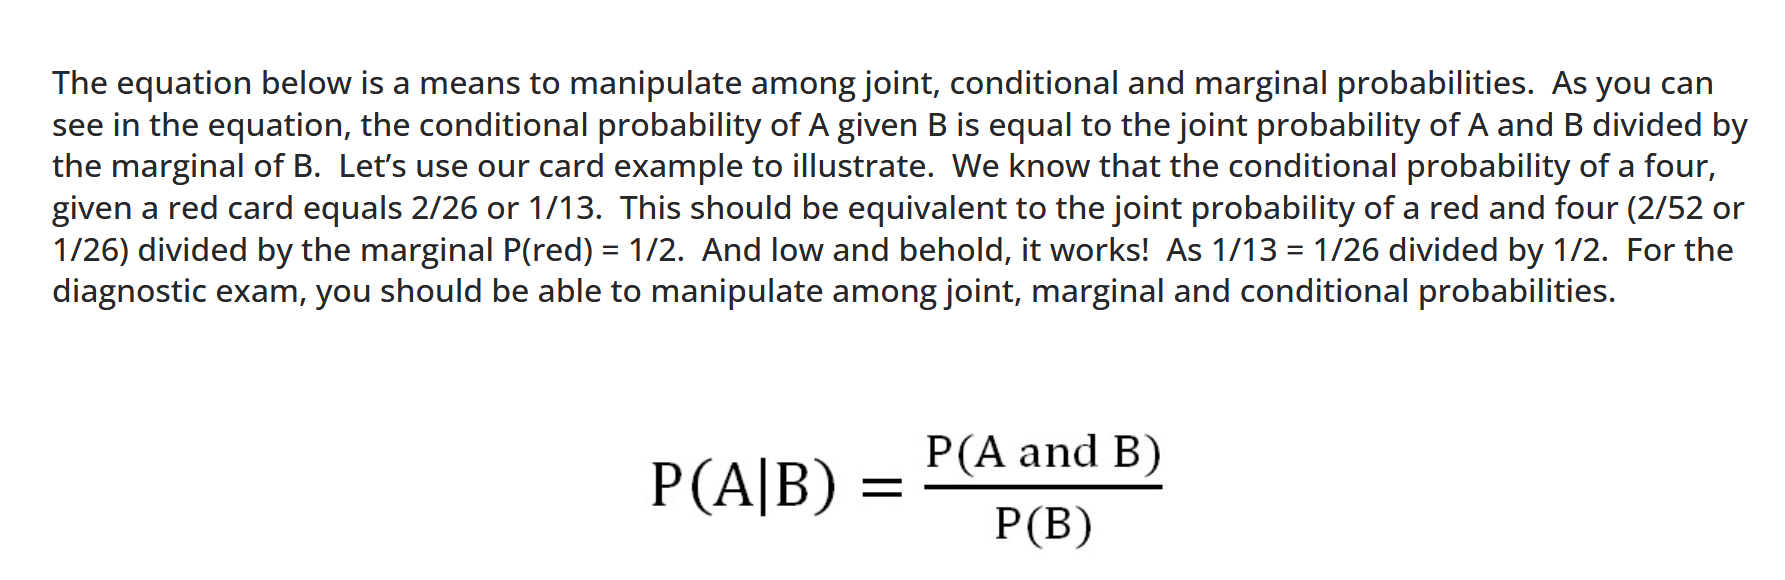 The equation below is a means to manipulate among joint, conditional and marginal probabilities.  As you can
see in the equation, the conditional probability of A given B is equal to the joint probability of A and B divided by
the marginal of B.  Let’s use our card example to illustrate.  We know that the conditional probability of a four,
given a red card equals 2/26 or 1/13.  This should be equivalent to the joint probability of a red and four (2/52 or
1/26) divided by the marginal P(red) = 1/2.  And low and behold, it works!  As 1/13 = 1/26 divided by 1/2.  For the
diagnostic exam, you should be able to manipulate among joint, marginal and conditional probabilities.
P(A|B) = P(A and B)
P(B)